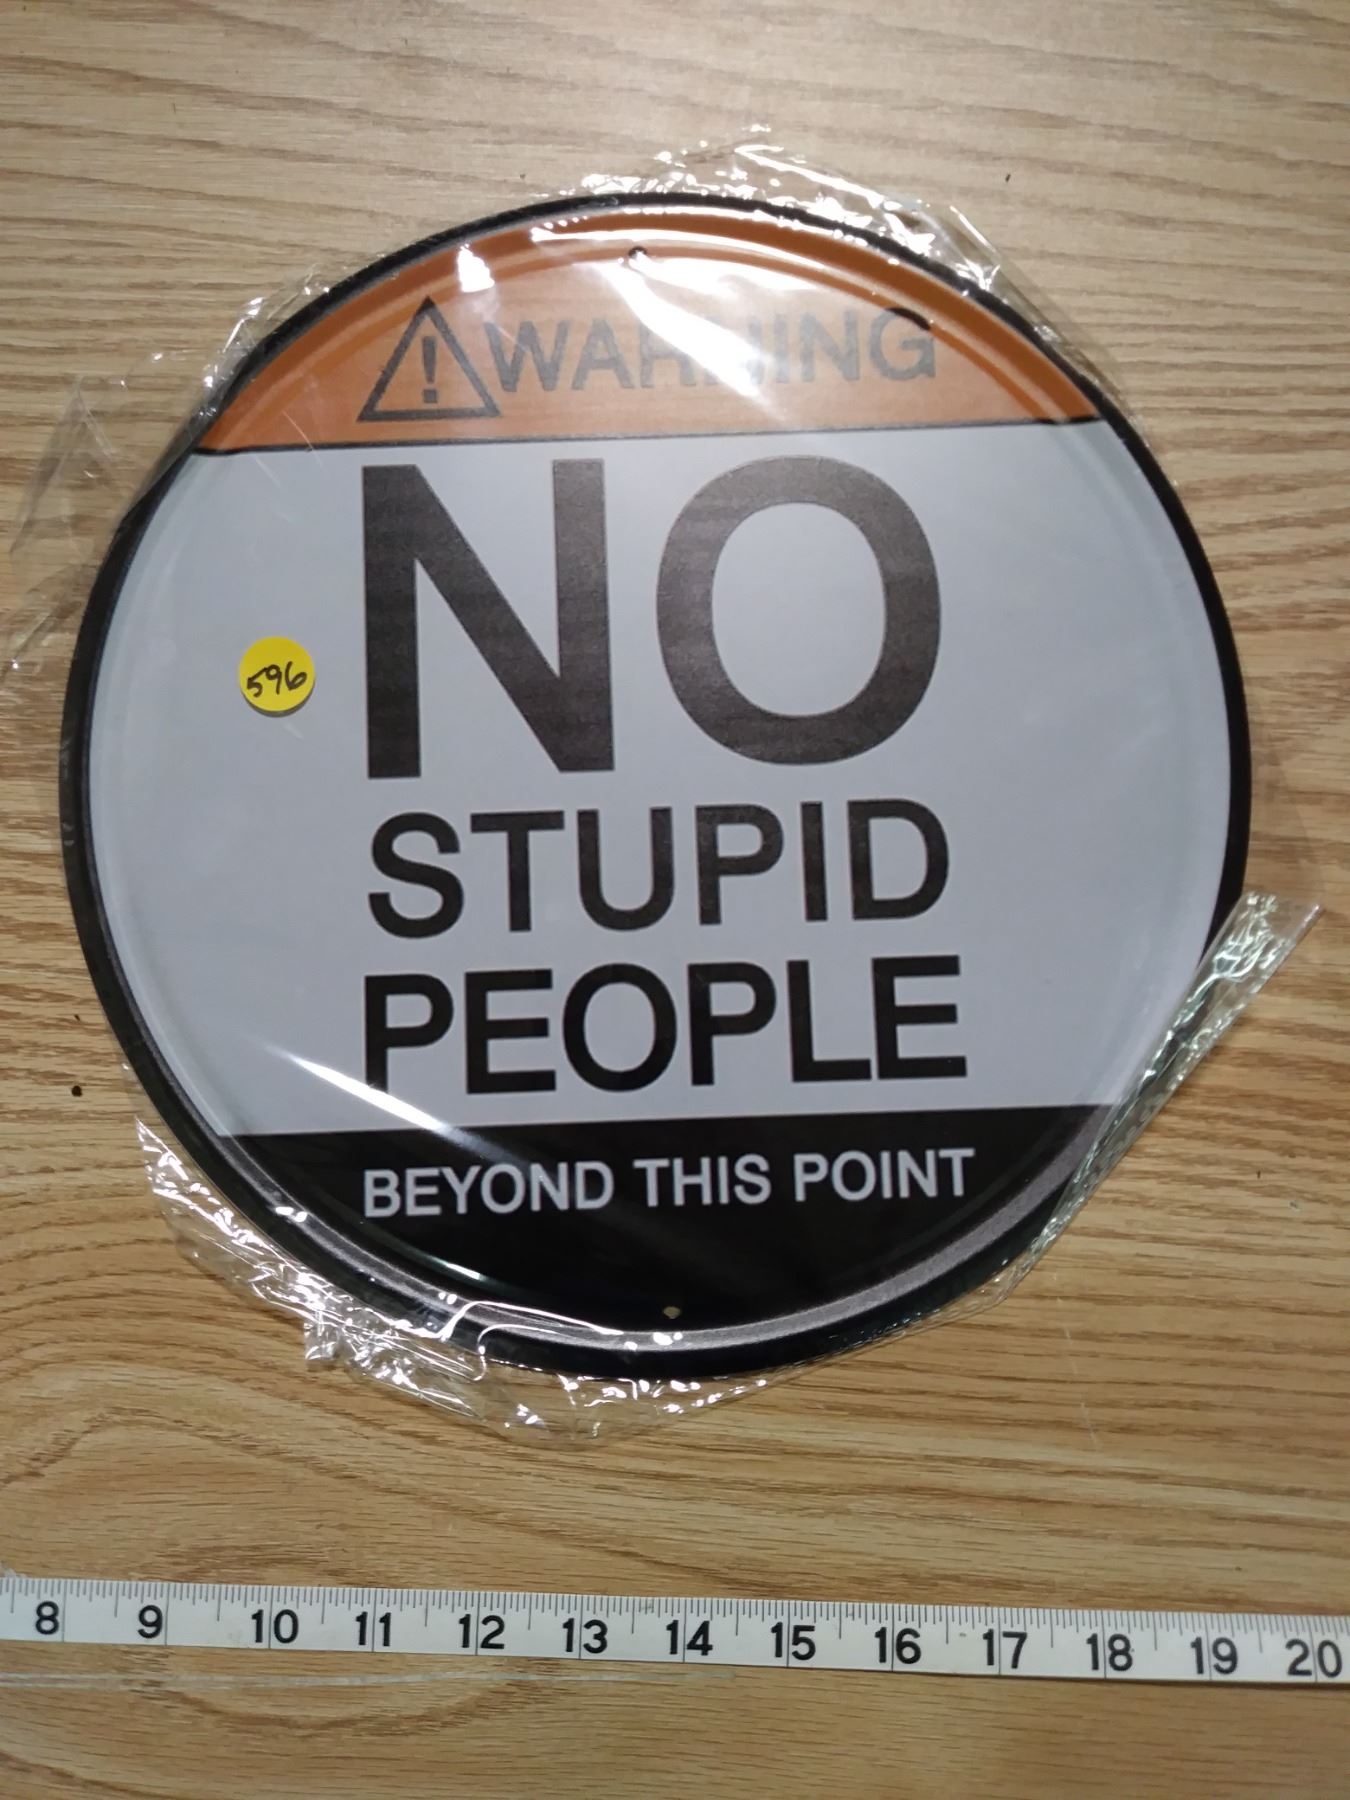 WARNING
NO
596
STUPID
PEOPLE
BEYOND THIS POINT
8 9 10 11 12 13 14 15 16 17 18 19 20